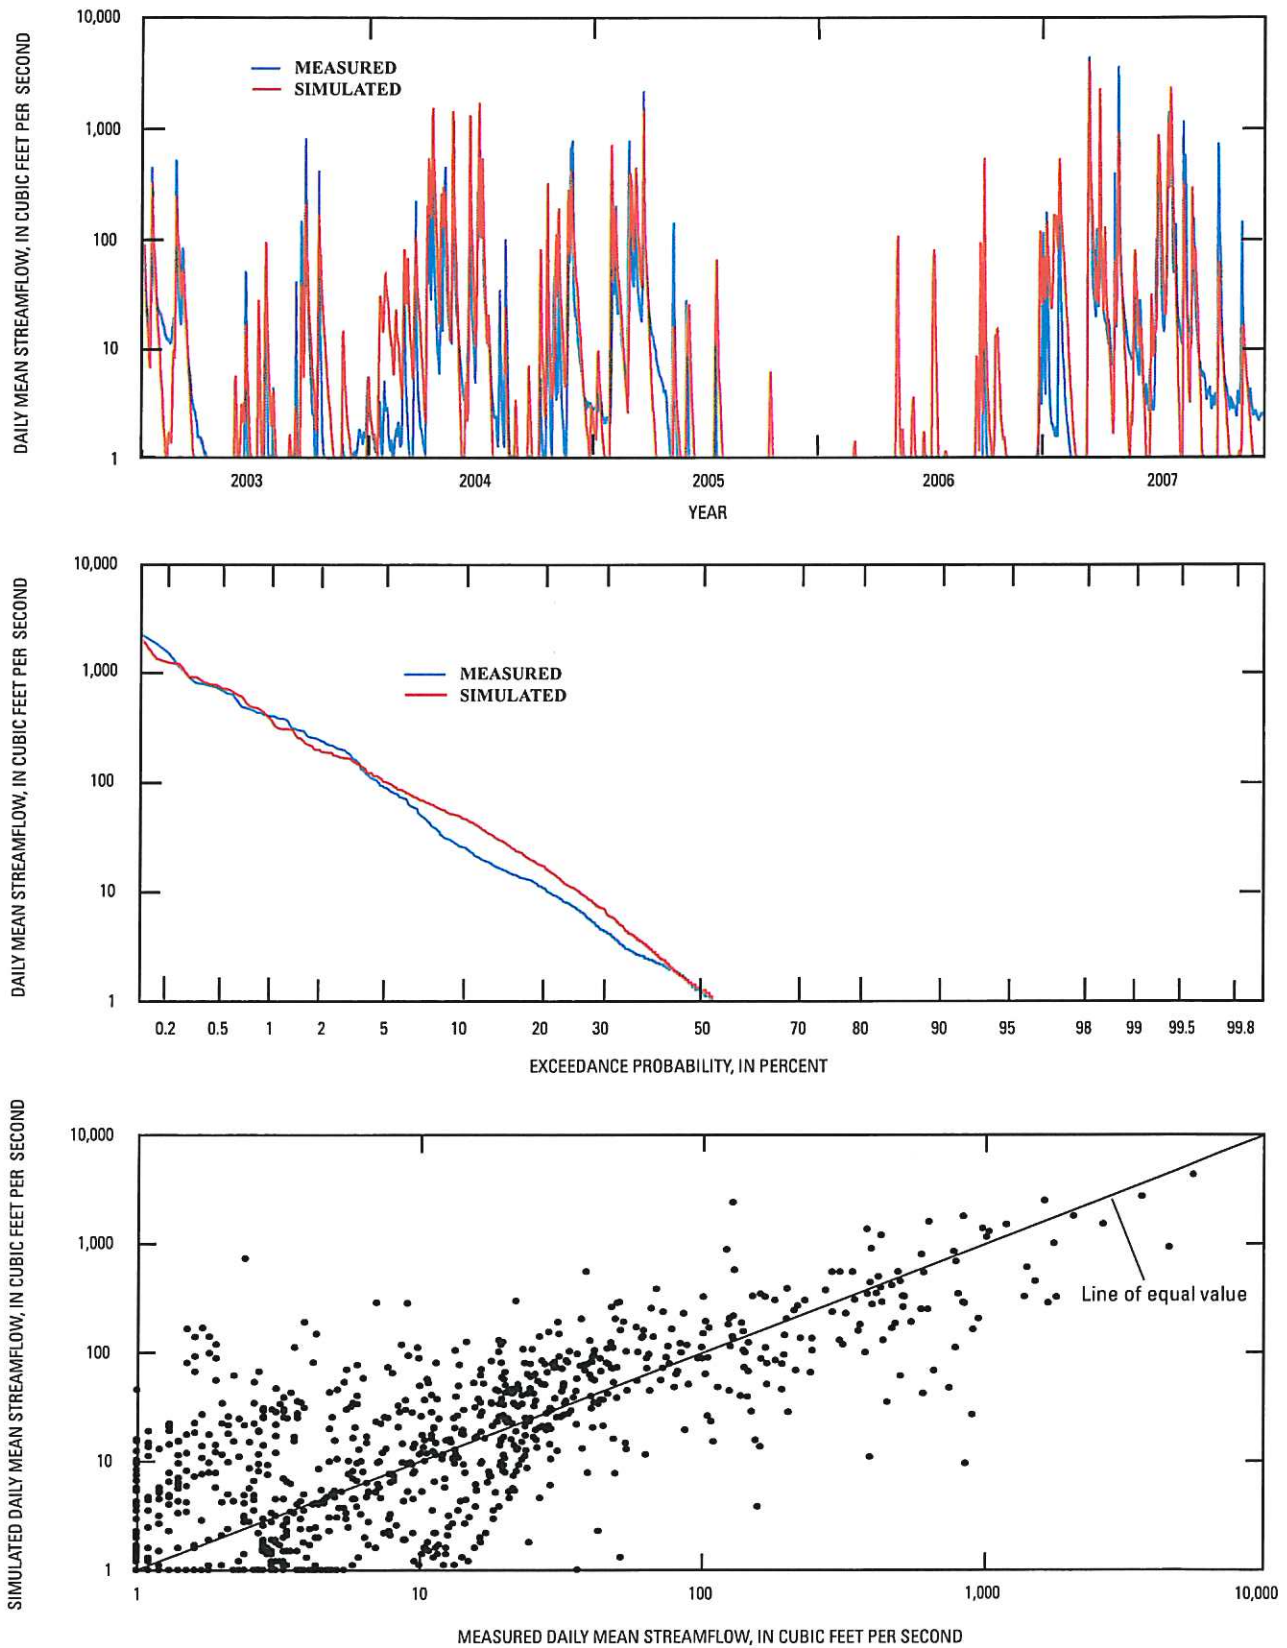 DAILY MEAN STREAMFLOW, IN CUBIC FEET PER SECOND
10,000
1,000
100
10
1
MEASURED
SIMULATED
2003 2004 2005 2006 2007
YEAR
DAILY MEAN STREAMFLOW, IN CUBIC FEET PER SECOND
10,000
1,000
100
10
1
MEASURED
SIMULATED
0.2 0.5 1 2 5 10 20 30 50 70 80 90 95 98 99 99.5 99.8
EXCEEDANCE PROBABILITY, IN PERCENT
SIMULATED DAILY MEAN STREAMFLOW, IN CUBIC FEET PER SECOND
10,000
1,000
100
10
1
Line of equal value
1 10 100 1,000 10,000
MEASURED DAILY MEAN STREAMFLOW, IN CUBIC FEET PER SECOND